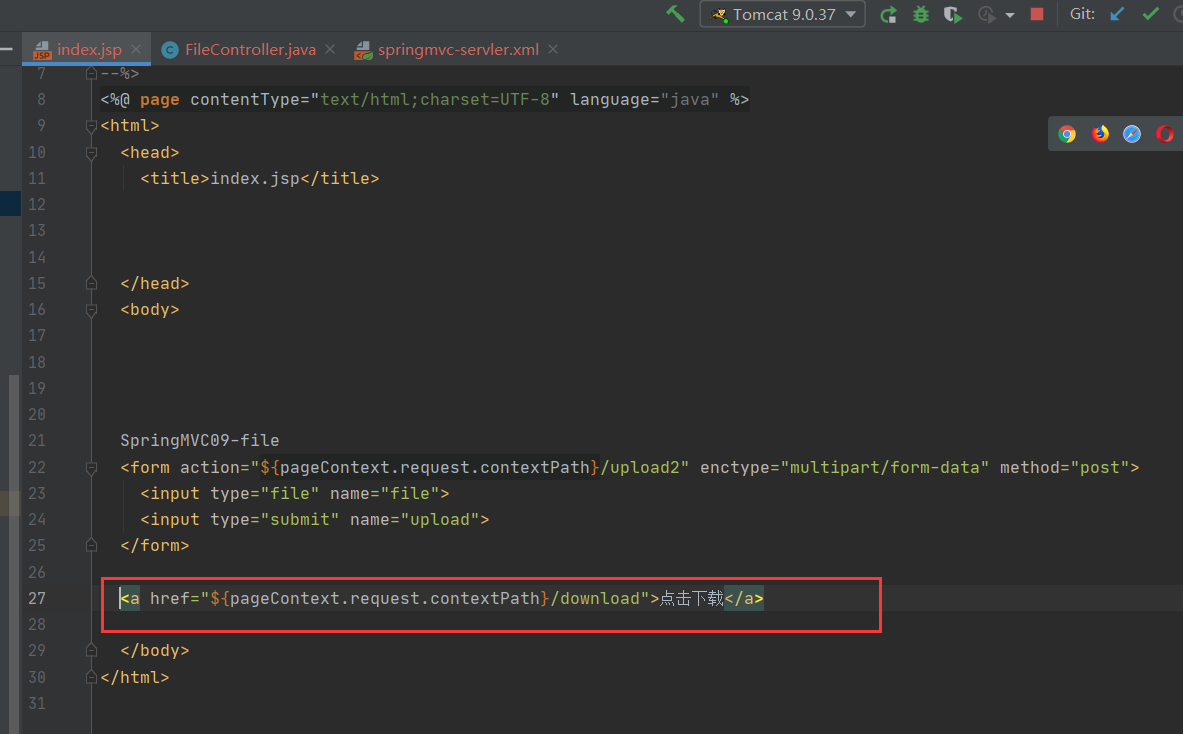 Tomcat 9.0.37 Git:
index.jsp FileController.java springmvc-servler.xml
7 --%>
8 <%@ page contentType="text/html;charset=UTF-8" language="java" %>
9 <html>
10 <head>
11 <title>index.jsp</title>
12
13
14
15 </head>
16 <body>
17
18
19
20
21 SpringMVC09-file
22 <form action="${pageContext.request.contextPath}/upload2" enctype="multipart/form-data" method="post">
23 <input type="file" name="file">
24 <input type="submit" name="upload">
25 </form>
26
27 <a href="${pageContext.request.contextPath}/download">点击下载</a>
28
29 </body>
30 </html>
31